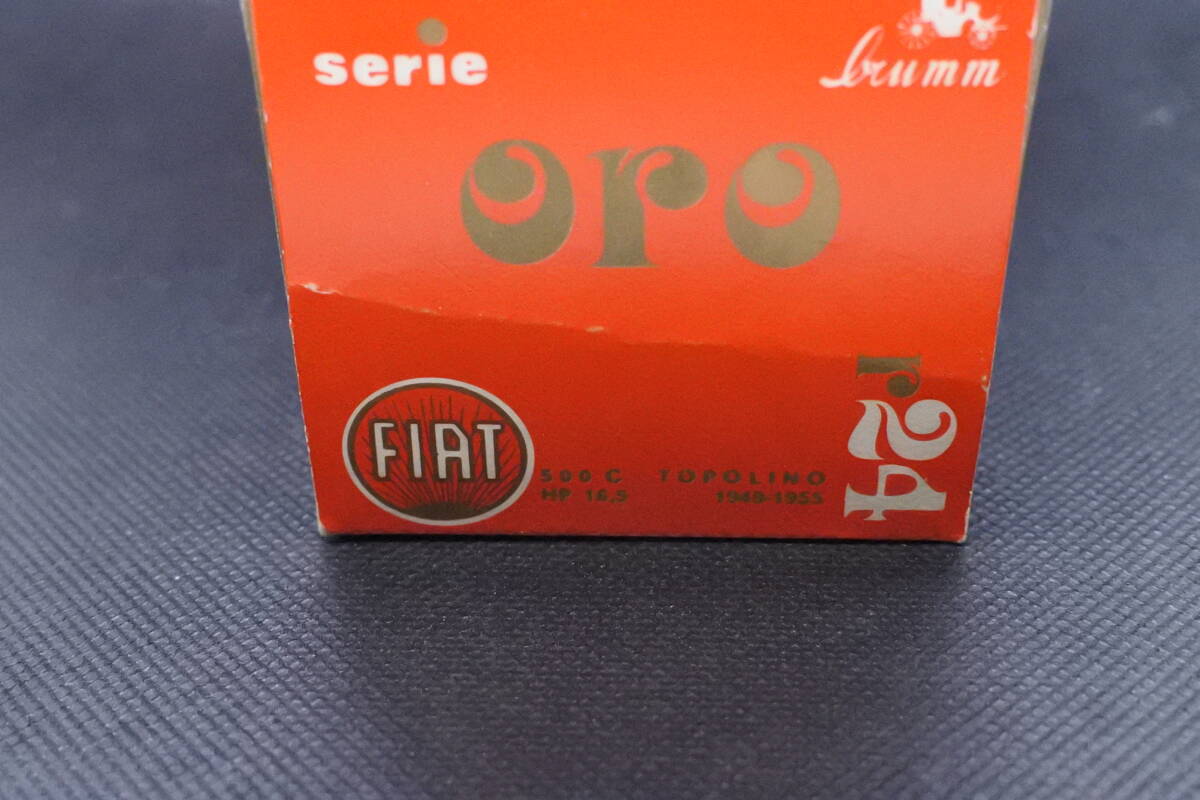 serie
brumm
oro
r24
FIAT
500 C TOPOLINO
HP 16,5 1949-1955